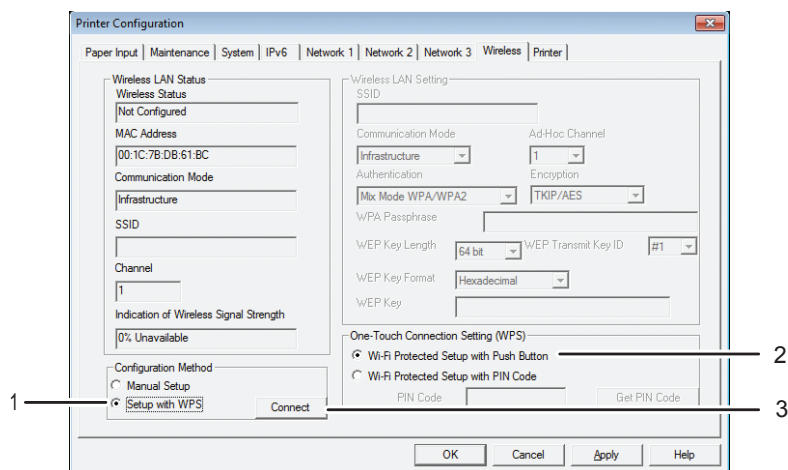 Printer Configuration
Paper Input Maintenance System IPv6 Network 1 Network 2 Network 3 Wireless Printer
Wireless LAN Status
Wireless Status
Not Configured
MAC Address
00:1C:7B:DB:61:BC
Communication Mode
Infrastructure
SSID
Channel
1
Indication of Wireless Signal Strength
0% Unavailable
Configuration Method
Manual Setup
Setup with WPS
Connect
Wireless LAN Setting
SSID
Communication Mode Ad-Hoc Channel
Infrastructure 1
Authentication Encryption
Mix Mode WPA/WPA2 TKIP/AES
WPA Passphrase
WEP Key Length 64 bit WEP Transmit Key ID #1
WEP Key Format Hexadecimal
WEP Key
One-Touch Connection Setting (WPS)
Wi-Fi Protected Setup with Push Button
Wi-Fi Protected Setup with PIN Code
PIN Code Get PIN Code
OK Cancel Apply Help
1
2
3